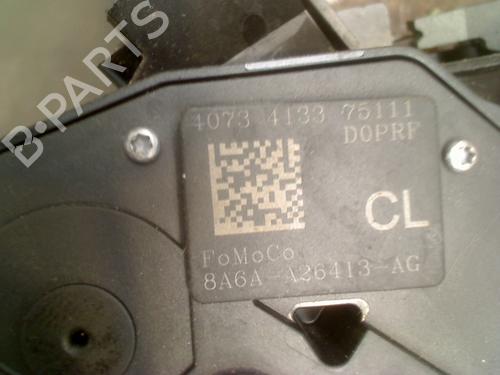 B-PARTS
4073 4133 75111
DOPRF
CL
FoMoCo
8A6A-A26413-AG